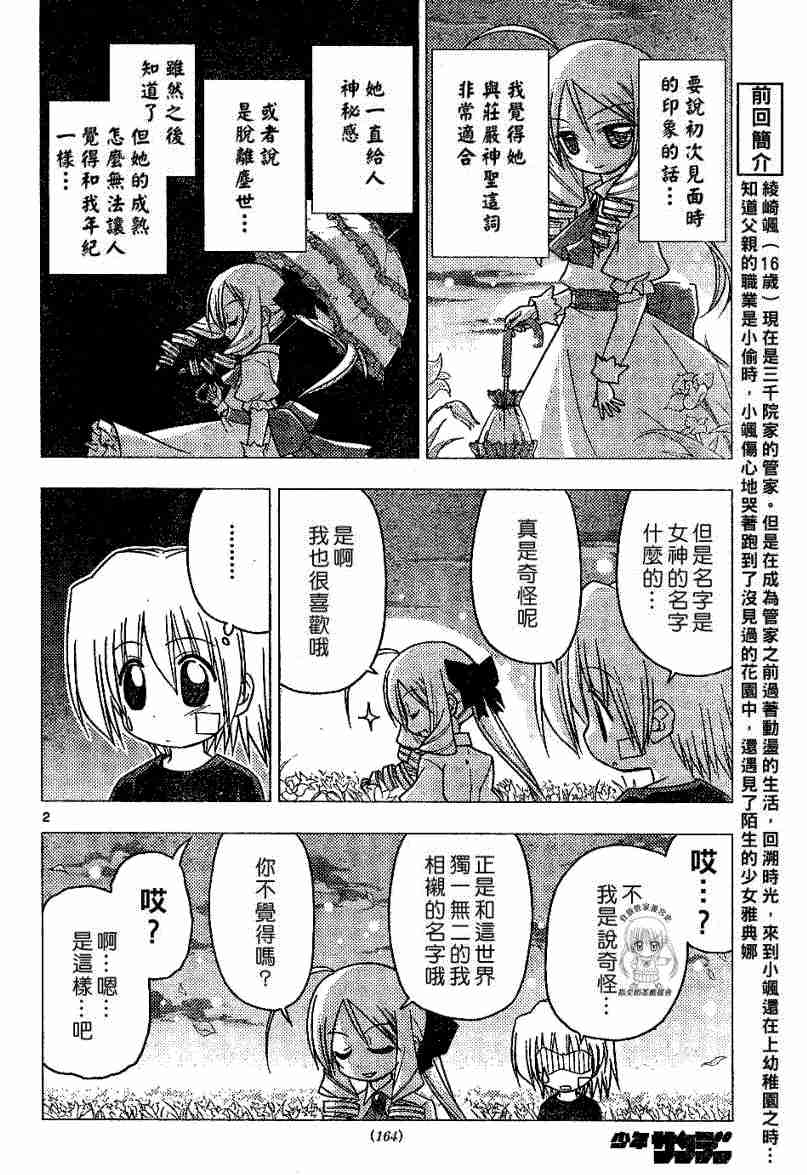 前回簡介
綾崎颯（16歲）現在是三千院家的管家。但是在成為管家之前過著動盪的生活，回溯時光，來到小颯還在上幼稚園之時…
知道父親的職業是小偷時，小颯傷心地哭著跑到了沒見過的花園中，還遇見了陌生的少女雅典娜
要說初次見面時
的印象的話…
我覺得她
與莊嚴神聖這詞
非常適合
她一直給人
神秘感
或者說
是脫離塵世…
雖然之後
知道了
但她的成熟
怎麼無法讓人
覺得和我年紀
一樣…
但是名字是
女神的名字
什麼的…
真是奇怪呢
是啊
我也很喜歡哦
………
2
哎…？
不
我是說奇怪…
正是和這世界
獨一無二的我
相襯的名字哦
你不覺得嗎？
哎？
啊…嗯…
是這樣…吧
(164)
少年サンデー